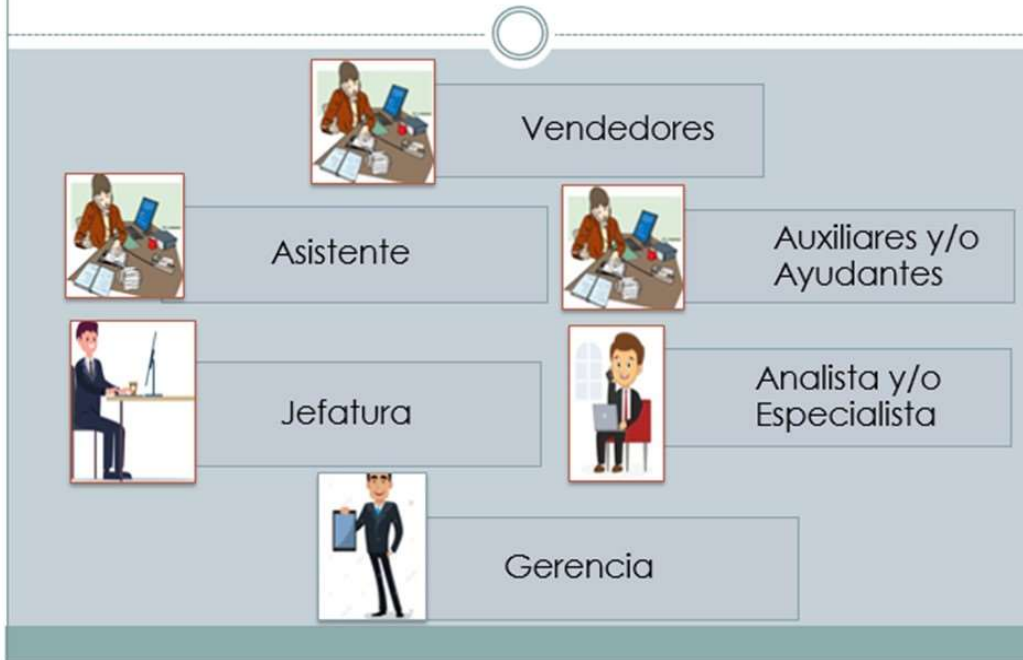 Vendedores
Asistente
Auxiliares y/o
Ayudantes
Jefatura
Analista y/o
Especialista
Gerencia